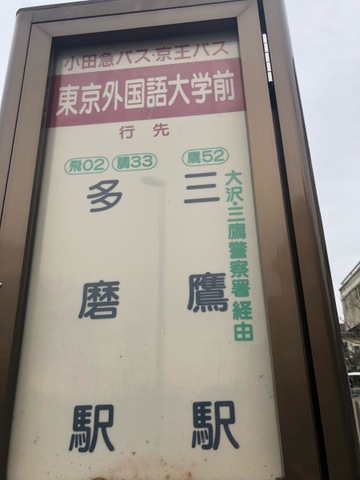 小田急バス・京王バス
東京外国語大学前
行先
鷹52
三鷹駅
大沢・三鷹警察署経由
飛02 調33
多磨駅